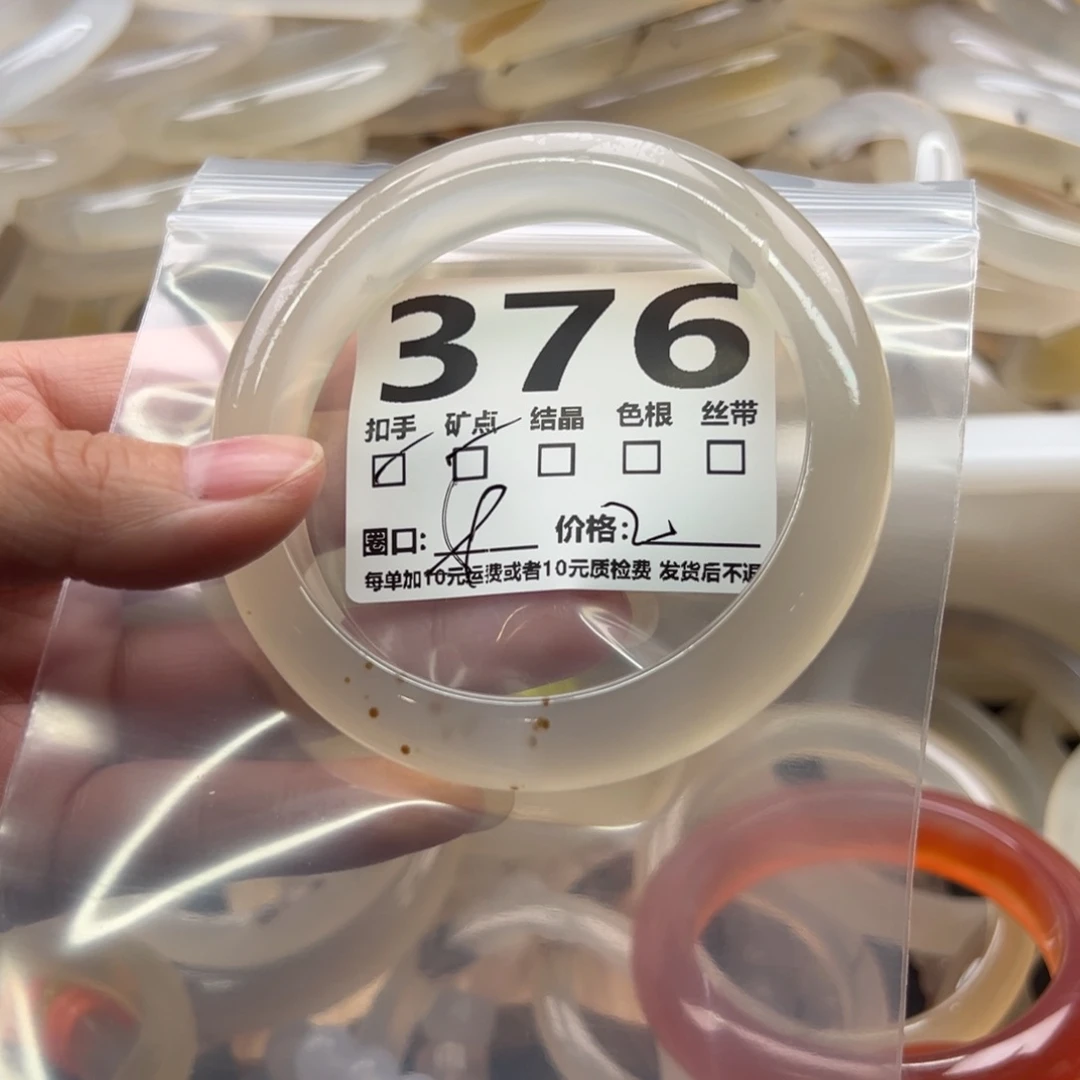 376
扣手 矿点 结晶 色根 丝带
圈口: 价格:
每单加10元运费或者10元质检费 发货后不退